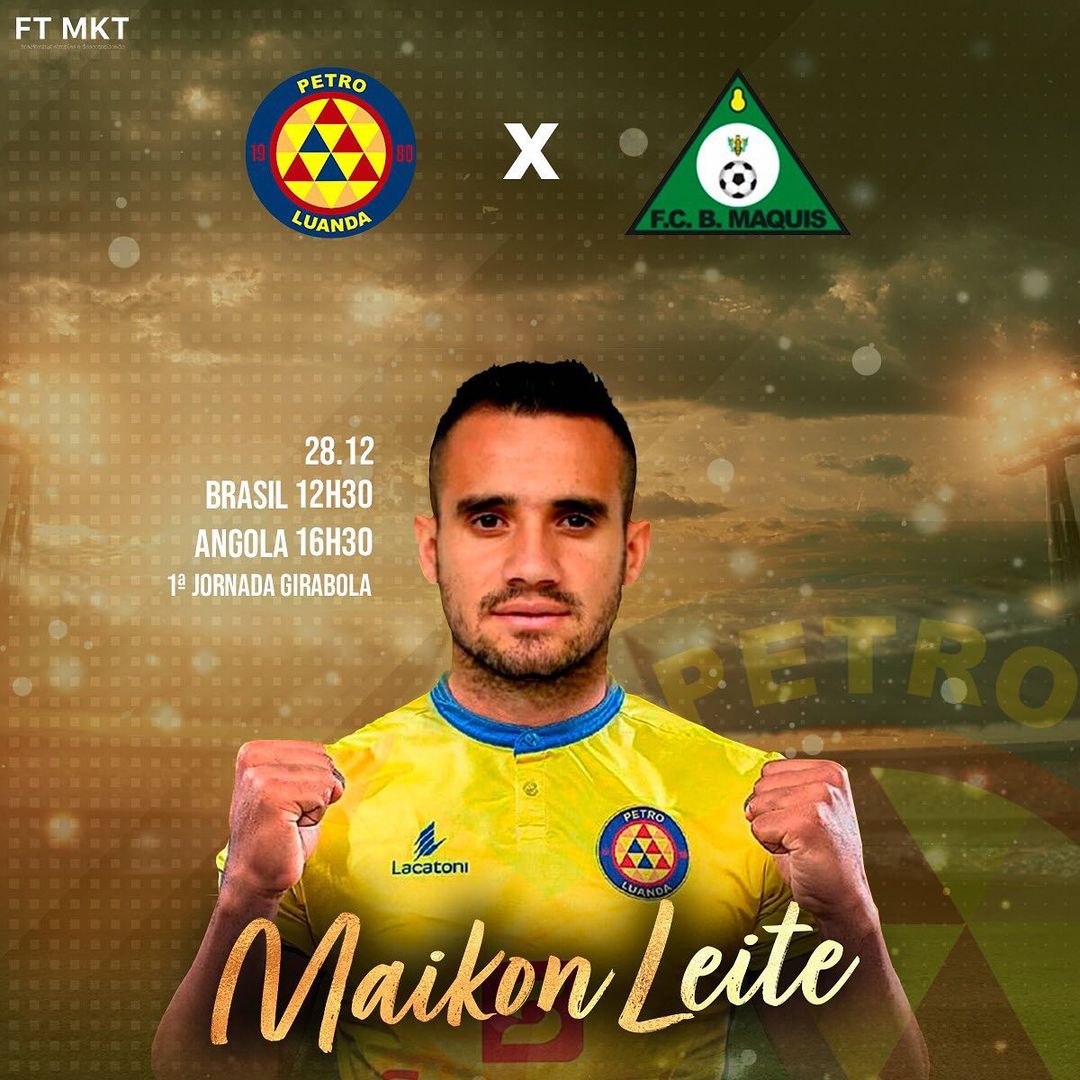 FT MKT
PETRO
19 80
LUANDA
X
F.C. B. MAQUIS
28.12
BRASIL 12H30
ANGOLA 16H30
1ª JORNADA GIRABOLA
PETRO
Lacatoni
PETRO
LUANDA
Maikon Leite